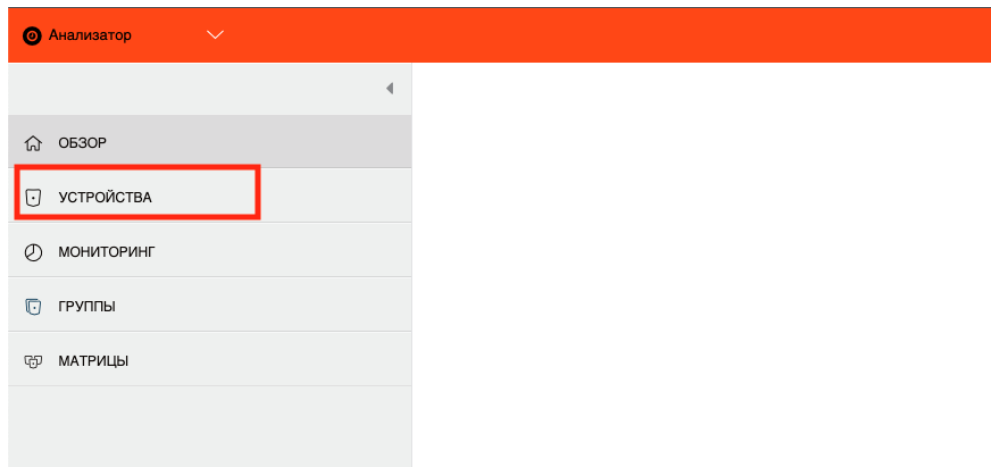 Анализатор
ОБЗОР
УСТРОЙСТВА
МОНИТОРИНГ
ГРУППЫ
МАТРИЦЫ